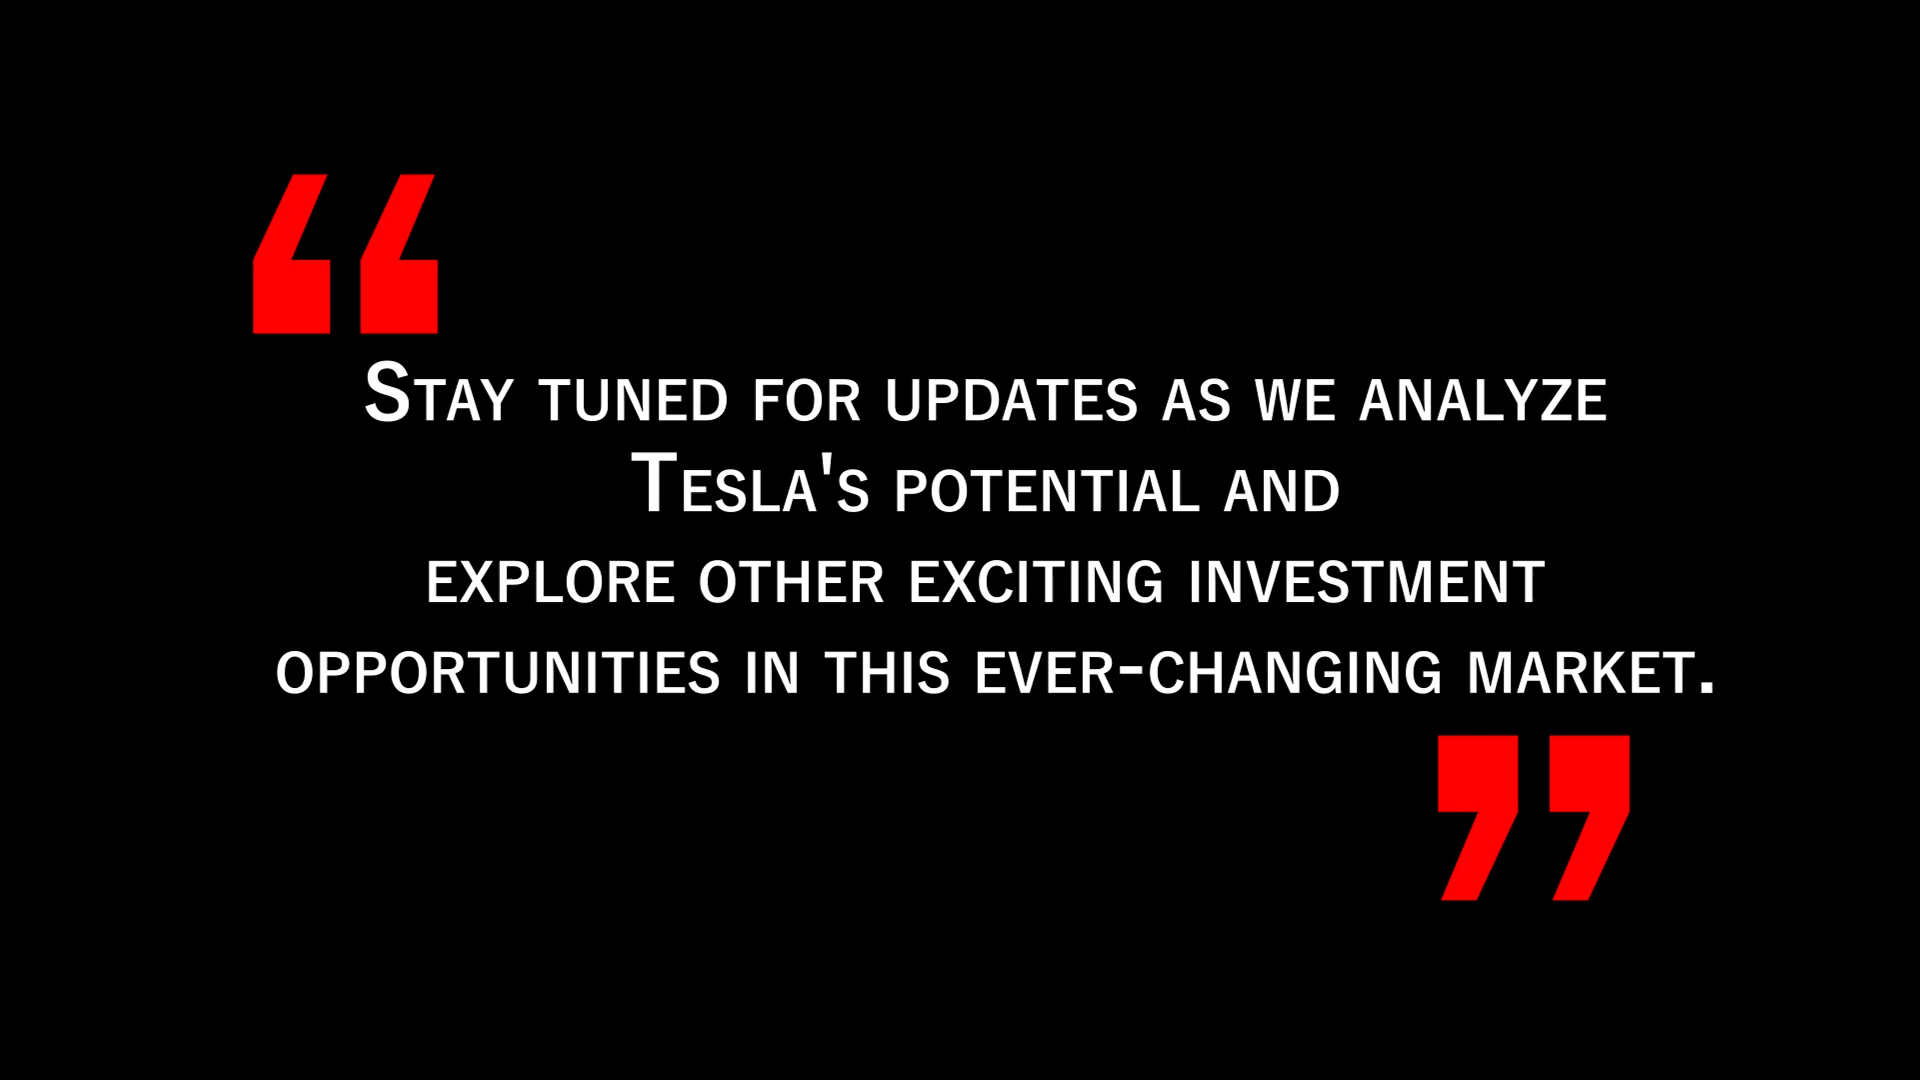 “
Stay tuned for updates as we analyze
Tesla's potential and
explore other exciting investment
opportunities in this ever-changing market.
”